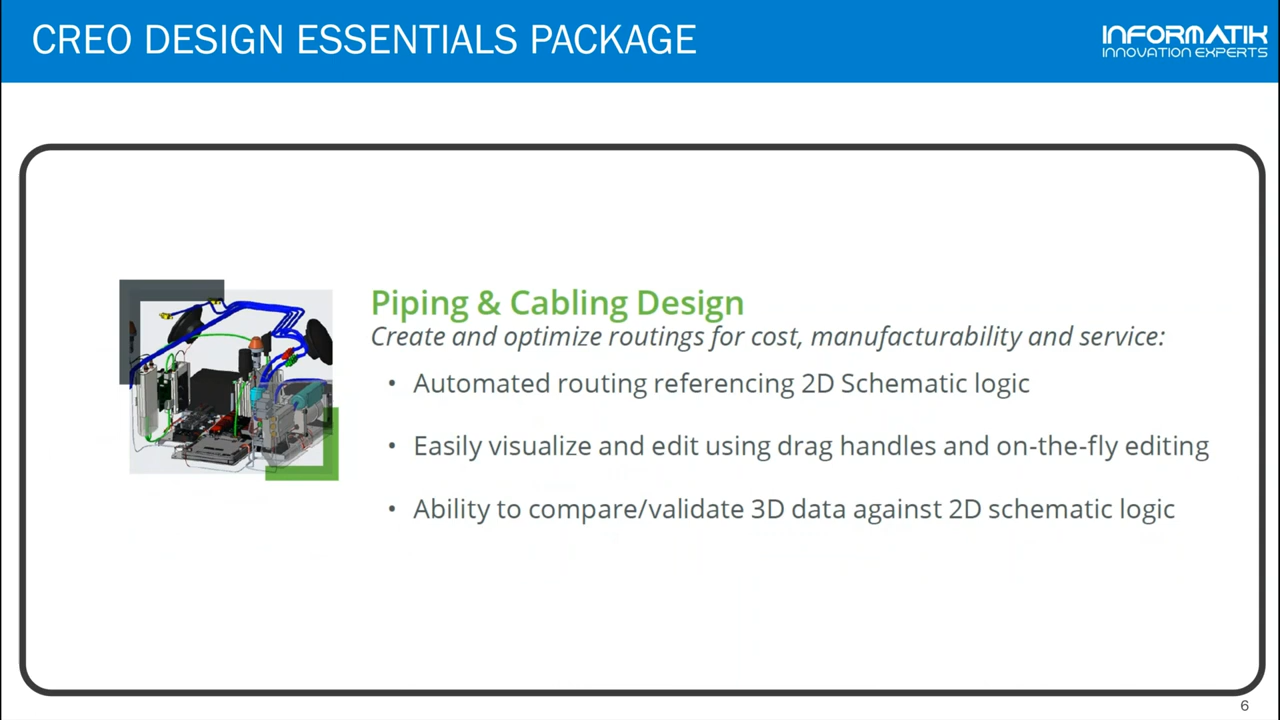 CREO DESIGN ESSENTIALS PACKAGE
INFORMATIK
INNOVATION EXPERTS
Piping & Cabling Design
Create and optimize routings for cost, manufacturability and service:
• Automated routing referencing 2D Schematic logic
• Easily visualize and edit using drag handles and on-the-fly editing
• Ability to compare/validate 3D data against 2D schematic logic
6